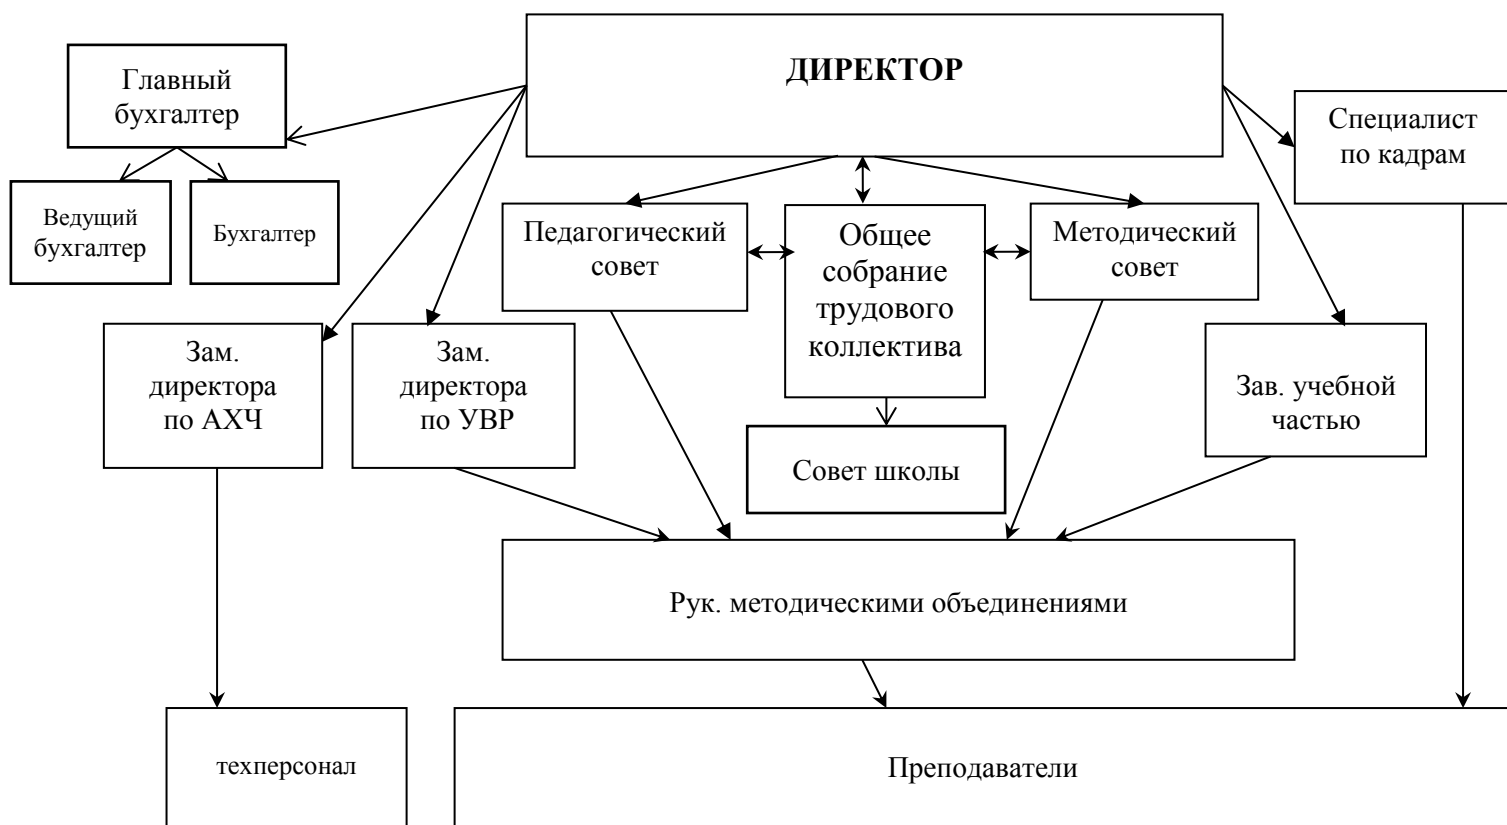 ДИРЕКТОР
Главный
бухгалтер
Специалист
по кадрам
Ведущий
бухгалтер
Бухгалтер
Педагогический
совет
Общее
собрание
трудового
коллектива
Методический
совет
Зам.
директора
по АХЧ
Зам.
директора
по УВР
Зав. учебной
частью
Совет школы
Рук. методическими объединениями
техперсонал
Преподаватели